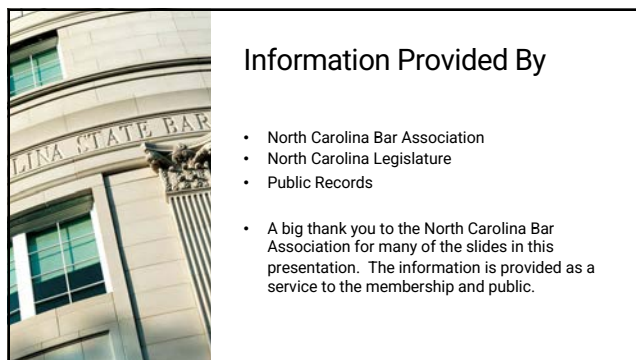 Information Provided By
LINA STATE BAR
• North Carolina Bar Association
• North Carolina Legislature
• Public Records
• A big thank you to the North Carolina Bar
Association for many of the slides in this
presentation. The information is provided as a
service to the membership and public.